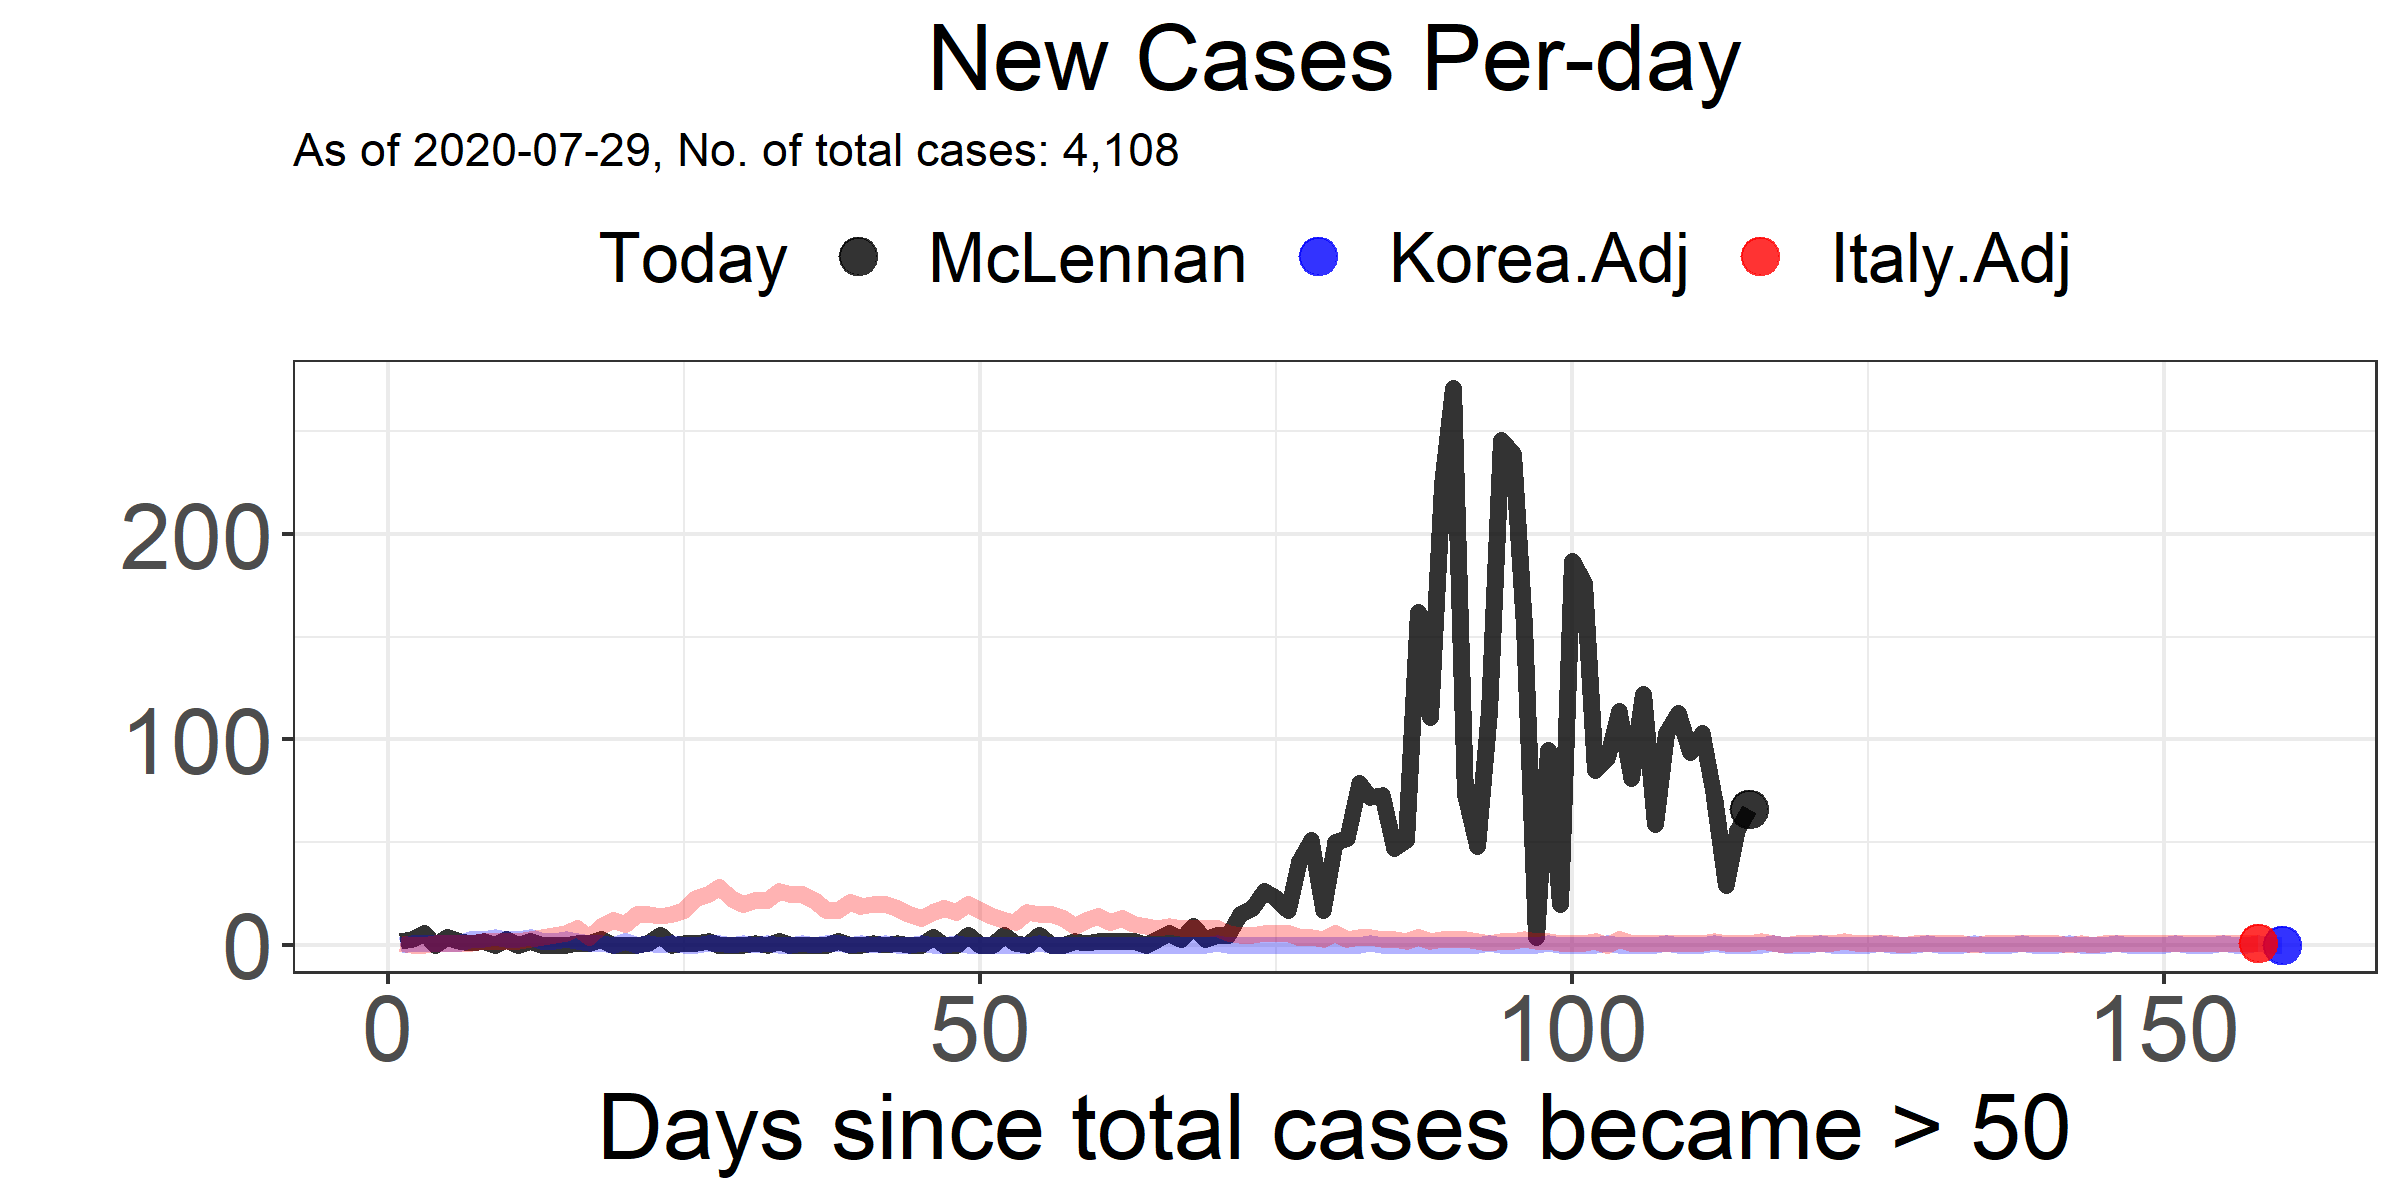 New Cases Per-day
As of 2020-07-29, No. of total cases: 4,108
Today McLennan Korea.Adj Italy.Adj
200
100
0
0 50 100 150
Days since total cases became > 50